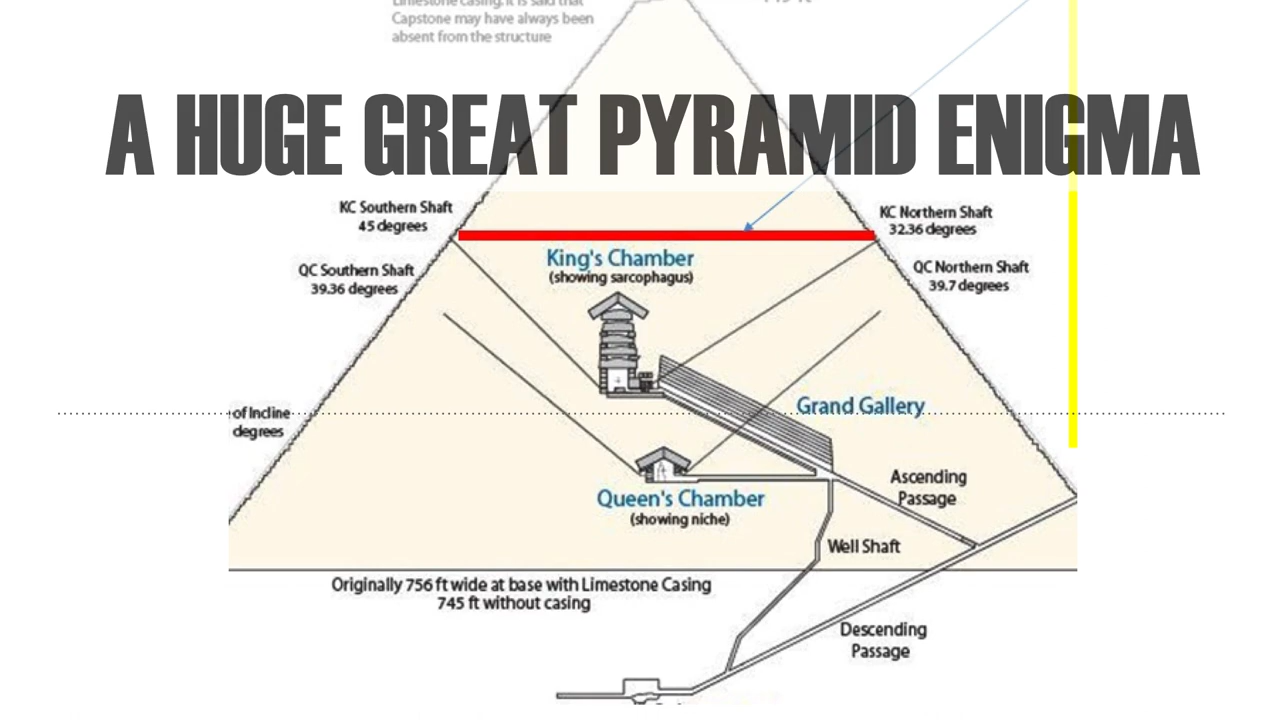 Limestone casing. It is said that
Capstone may have always been
absent from the structure
A HUGE GREAT PYRAMID ENIGMA
KC Southern Shaft
45 degrees
KC Northern Shaft
32.36 degrees
QC Southern Shaft
39.36 degrees
QC Northern Shaft
39.7 degrees
King's Chamber
(showing sarcophagus)
of Incline
degrees
Grand Gallery
Ascending
Passage
Queen's Chamber
(showing niche)
Well Shaft
Originally 756 ft wide at base with Limestone Casing
745 ft without casing
Descending
Passage